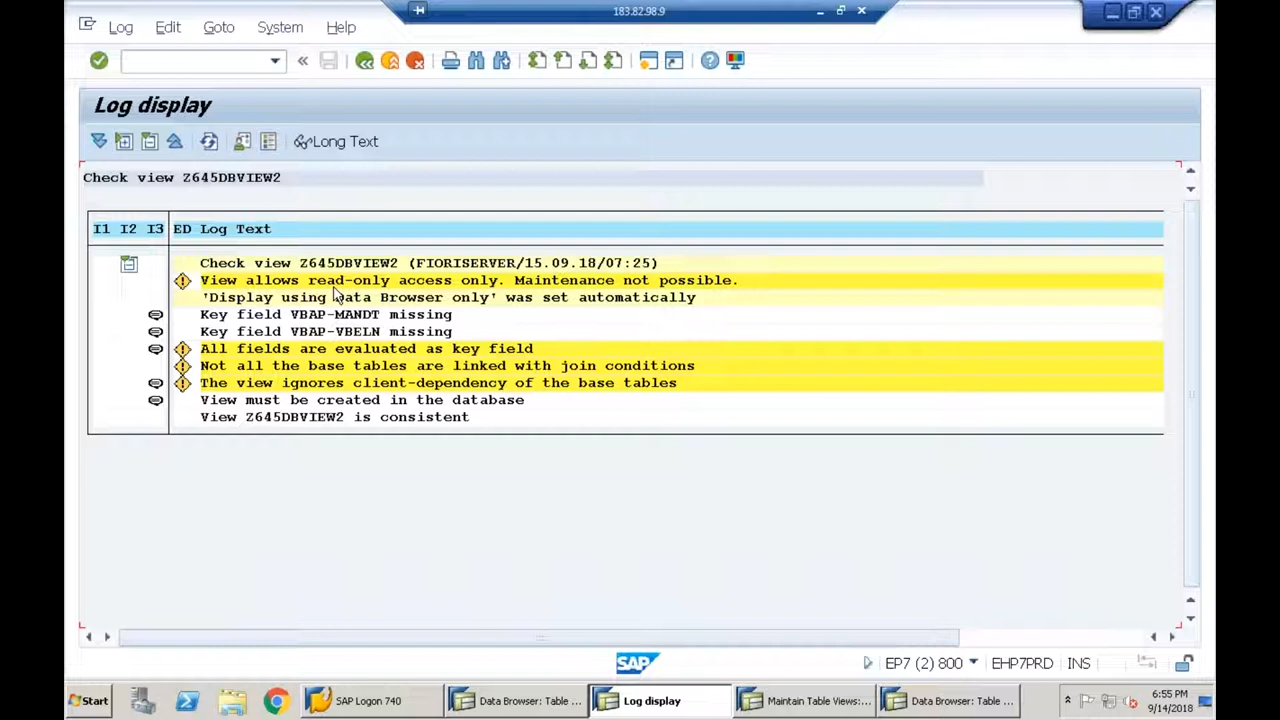 183.82.98.9
Log Edit Goto System Help
Log display
Long Text
Check view Z645DBVIEW2
I1 I2 I3 ED Log Text
Check view Z645DBVIEW2 (FIORISERVER/15.09.18/07:25)
View allows read-only access only. Maintenance not possible.
'Display using Data Browser only' was set automatically
Key field VBAP-MANDT missing
Key field VBAP-VBELN missing
All fields are evaluated as key field
Not all the base tables are linked with join conditions
The view ignores client-dependency of the base tables
View must be created in the database
View Z645DBVIEW2 is consistent
SAP EP7 (2) 800 EHP7PRD INS
Start SAP Logon 740 Data Browser: Table ... Log display Maintain Table Views:... Data Browser: Table ... 6:55 PM
9/14/2018